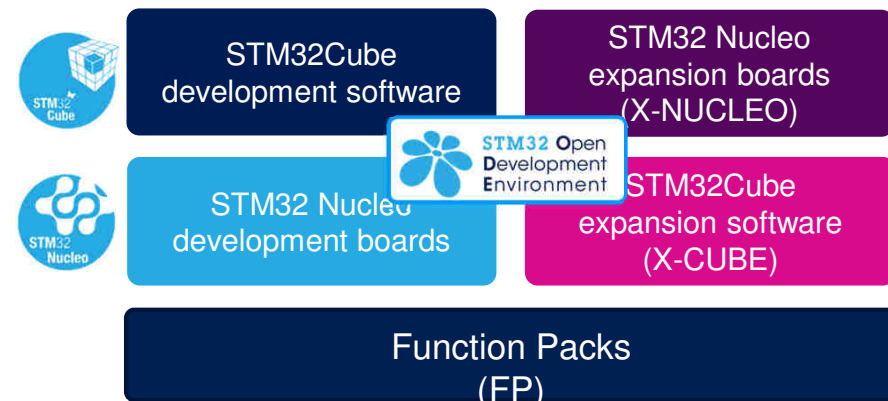 STM32Cube
development software
STM32 Nucleo
expansion boards
(X-NUCLEO)
STM32
Cube
STM32 Open
Development
Environment
STM32 Nucleo
development boards
STM32Cube
expansion software
(X-CUBE)
STM32
Nucleo
Function Packs
(FP)